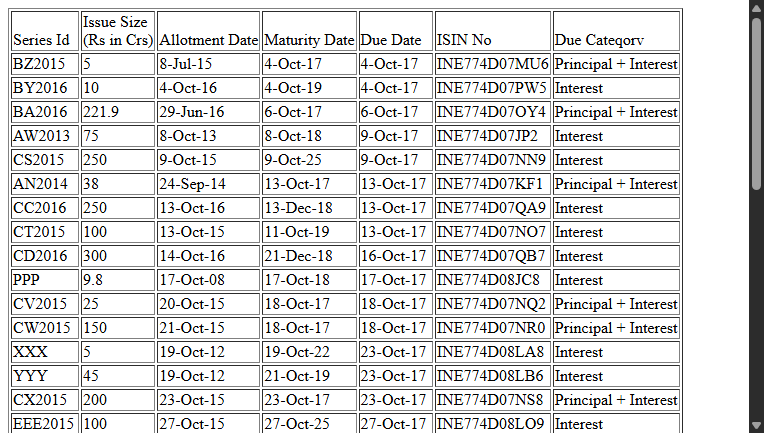 Series Id Issue Size (Rs in Crs) Allotment Date Maturity Date Due Date ISIN No Due Category
BZ2015 5 8-Jul-15 4-Oct-17 4-Oct-17 INE774D07MU6 Principal + Interest
BY2016 10 4-Oct-16 4-Oct-19 4-Oct-17 INE774D07PW5 Interest
BA2016 221.9 29-Jun-16 6-Oct-17 6-Oct-17 INE774D07OY4 Principal + Interest
AW2013 75 8-Oct-13 8-Oct-18 9-Oct-17 INE774D07JP2 Interest
CS2015 250 9-Oct-15 9-Oct-25 9-Oct-17 INE774D07NN9 Interest
AN2014 38 24-Sep-14 13-Oct-17 13-Oct-17 INE774D07KF1 Principal + Interest
CC2016 250 13-Oct-16 13-Dec-18 13-Oct-17 INE774D07QA9 Interest
CT2015 100 13-Oct-15 11-Oct-19 13-Oct-17 INE774D07NO7 Interest
CD2016 300 14-Oct-16 21-Dec-18 16-Oct-17 INE774D07QB7 Interest
PPP 9.8 17-Oct-08 17-Oct-18 17-Oct-17 INE774D08JC8 Interest
CV2015 25 20-Oct-15 18-Oct-17 18-Oct-17 INE774D07NQ2 Principal + Interest
CW2015 150 21-Oct-15 18-Oct-17 18-Oct-17 INE774D07NR0 Principal + Interest
XXX 5 19-Oct-12 19-Oct-22 23-Oct-17 INE774D08LA8 Interest
YYY 45 19-Oct-12 21-Oct-19 23-Oct-17 INE774D08LB6 Interest
CX2015 200 23-Oct-15 23-Oct-17 23-Oct-17 INE774D07NS8 Principal + Interest
EEE2015 100 27-Oct-15 27-Oct-25 27-Oct-17 INE774D08LO9 Interest